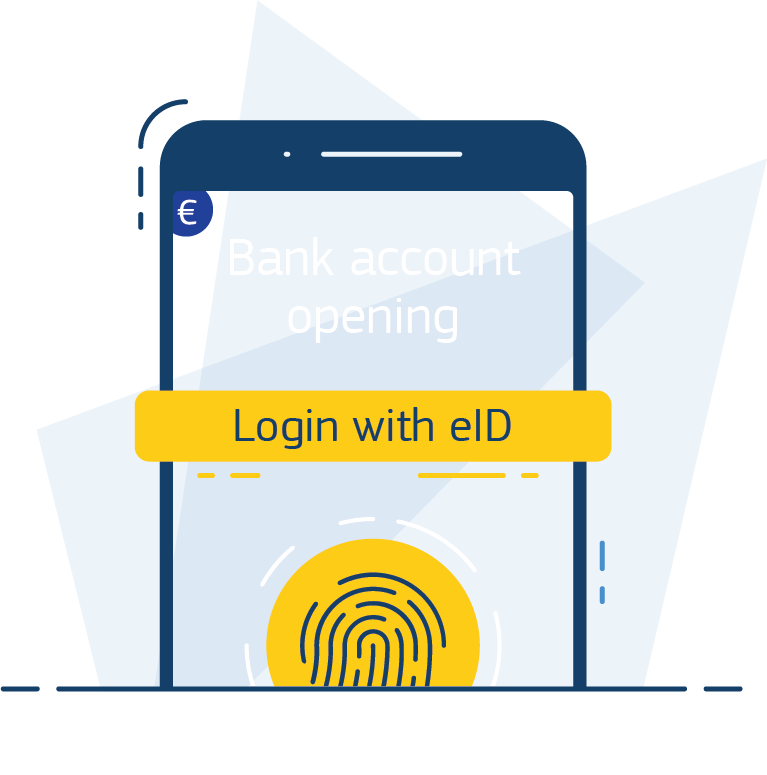 €
Bank account
opening
Login with eID